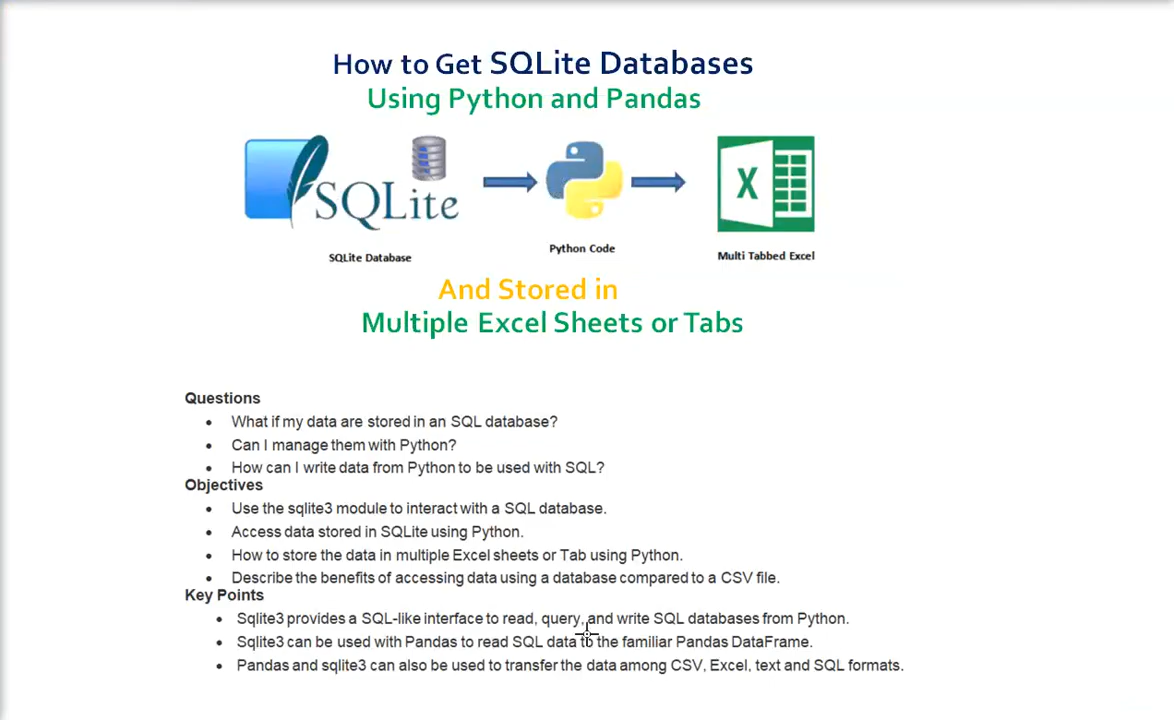 How to Get SQLite Databases
Using Python and Pandas
SQLite
X
SQLite Database
Python Code
Multi Tabbed Excel
And Stored in
Multiple Excel Sheets or Tabs
Questions
• What if my data are stored in an SQL database?
• Can I manage them with Python?
• How can I write data from Python to be used with SQL?
Objectives
• Use the sqlite3 module to interact with a SQL database.
• Access data stored in SQLite using Python.
• How to store the data in multiple Excel sheets or Tab using Python.
• Describe the benefits of accessing data using a database compared to a CSV file.
Key Points
• Sqlite3 provides a SQL-like interface to read, query, and write SQL databases from Python.
• Sqlite3 can be used with Pandas to read SQL data to the familiar Pandas DataFrame.
• Pandas and sqlite3 can also be used to transfer the data among CSV, Excel, text and SQL formats.